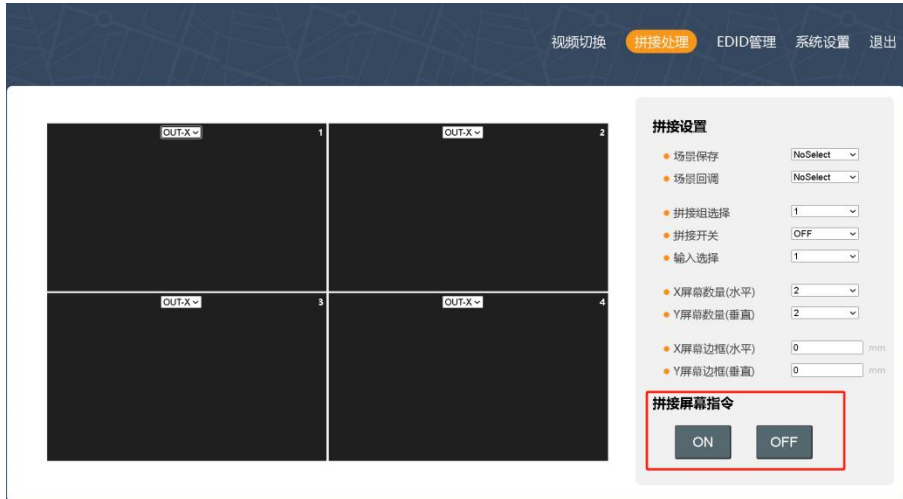 视频切换 拼接处理 EDID管理 系统设置 退出
OUT-X 1 OUT-X 2
OUT-X 3 OUT-X 4
拼接设置
场景保存 NoSelect
场景回调 NoSelect
拼接组选择 1
拼接开关 OFF
输入选择 1
X屏幕数量(水平) 2
Y屏幕数量(垂直) 2
X屏幕边框(水平) 0 mm
Y屏幕边框(垂直) 0 mm
拼接屏幕指令
ON OFF